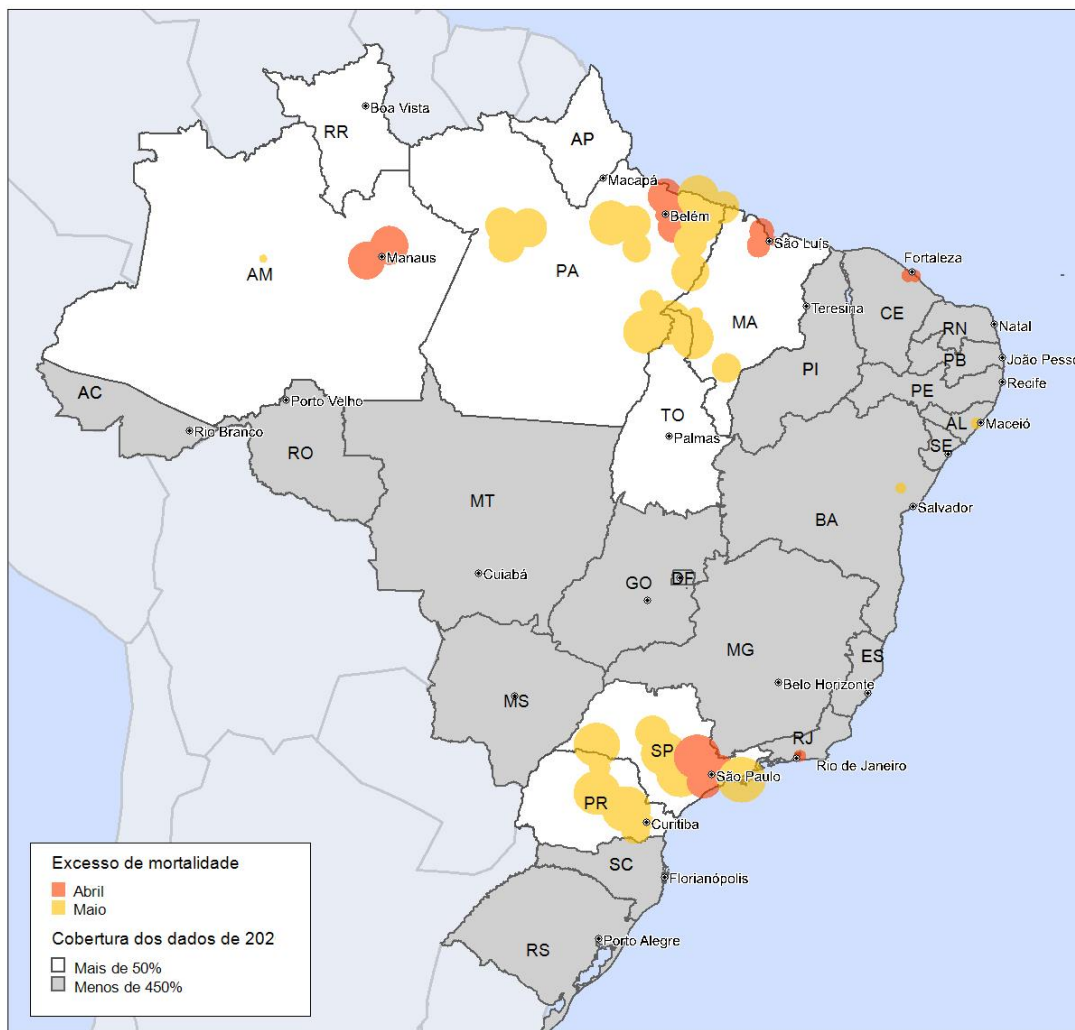 Boa Vista
RR
AP
Macapá
Belém
São Luís
Manaus
Fortaleza
AM
PA
MA
Teresina
CE
RN
Natal
PB
João Pesso
PI
PE
Recife
AC
Porto Velho
TO
AL
Maceió
Rio Branco
Palmas
SE
RO
MT
BA
Salvador
Cuiabá
GO
DF
MG
ES
Belo Horizonte
MS
SP
RJ
Rio de Janeiro
São Paulo
PR
Curitiba
SC
Florianópolis
RS
Porto Alegre
Excesso de mortalidade
Abril
Maio
Cobertura dos dados de 202
Mais de 50%
Menos de 450%